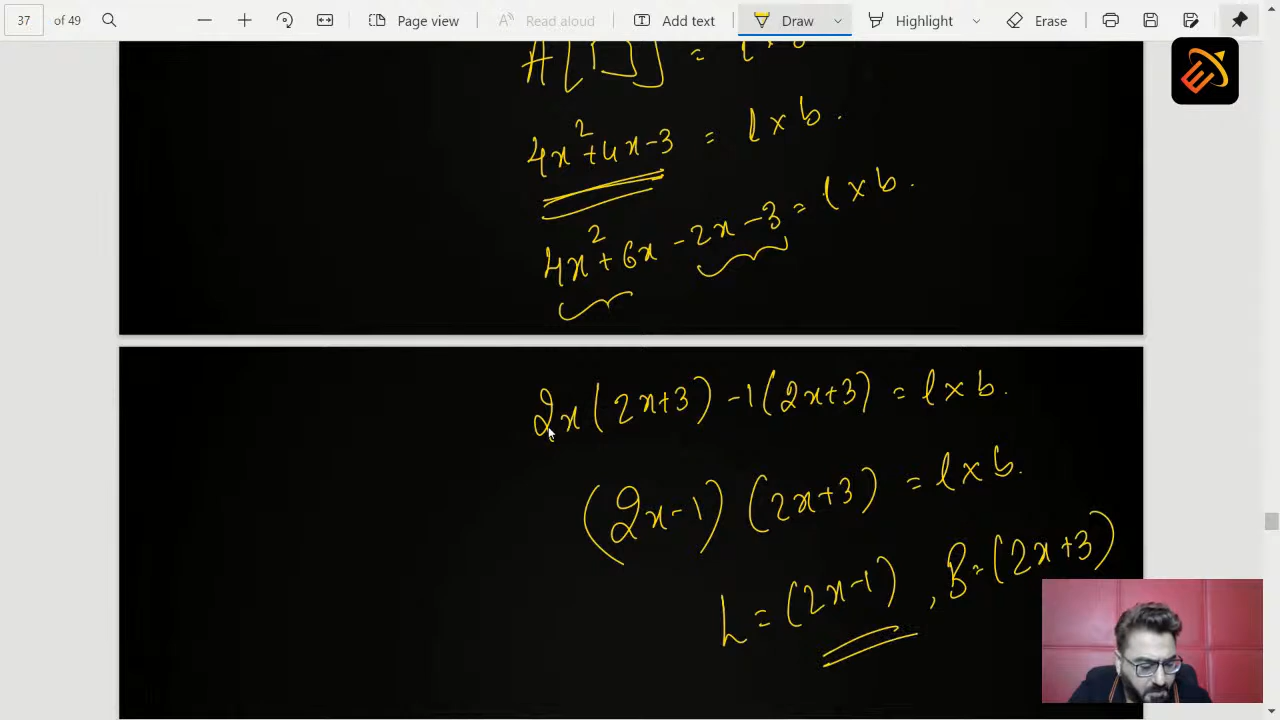 37 of 49 Page view Read aloud Add text Draw Highlight Erase
A[ ] = l × b
4x² + 4x - 3 = l × b.
4x² + 6x - 2x - 3 = l × b.
2x(2x+3) - 1(2x+3) = l × b.
(2x-1) (2x+3) = l × b.
L = (2x-1), B = (2x+3)